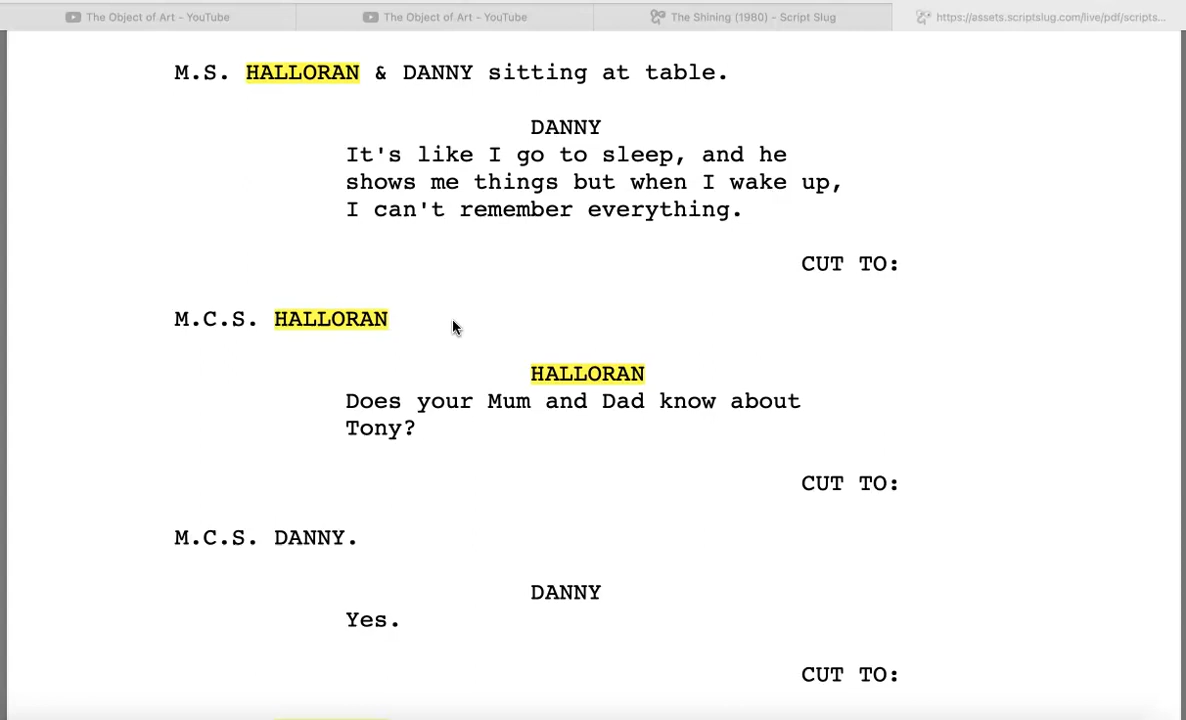 The Object of Art - YouTube
The Object of Art - YouTube
The Shining (1980) - Script Slug
https://assets.scriptslug.com/live/pdf/scripts...
M.S. HALLORAN & DANNY sitting at table.
DANNY
It's like I go to sleep, and he
shows me things but when I wake up,
I can't remember everything.
CUT TO:
M.C.S. HALLORAN
HALLORAN
Does your Mum and Dad know about
Tony?
CUT TO:
M.C.S. DANNY.
DANNY
Yes.
CUT TO: